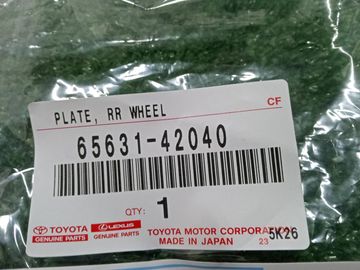 PLATE, RR WHEEL
CF
65631-42040
QTY: 1
TOYOTA
GENUINE PARTS
LEXUS
GENUINE PARTS
TOYOTA MOTOR CORPORATION
MADE IN JAPAN 23 5K26